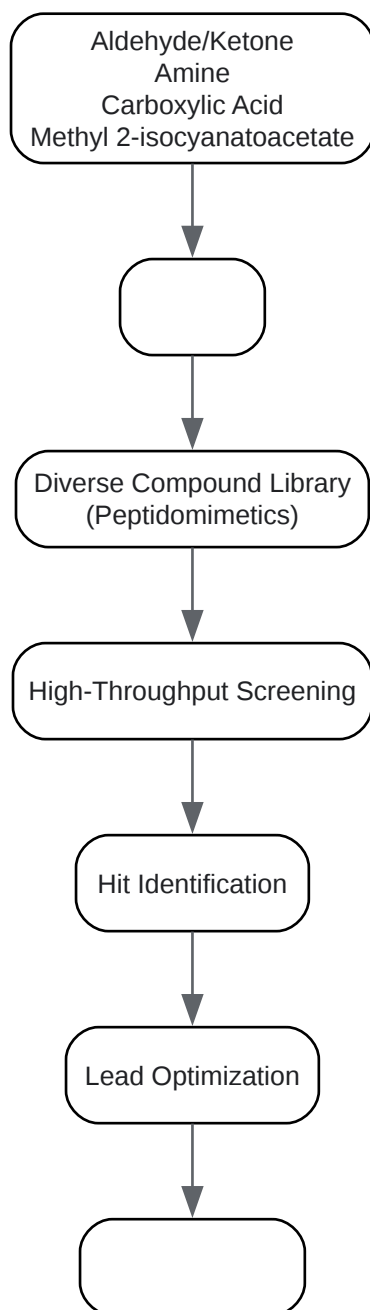 Aldehyde/Ketone
Amine
Carboxylic Acid
Methyl 2-isocyanatoacetate
Diverse Compound Library
(Peptidomimetics)
High-Throughput Screening
Hit Identification
Lead Optimization